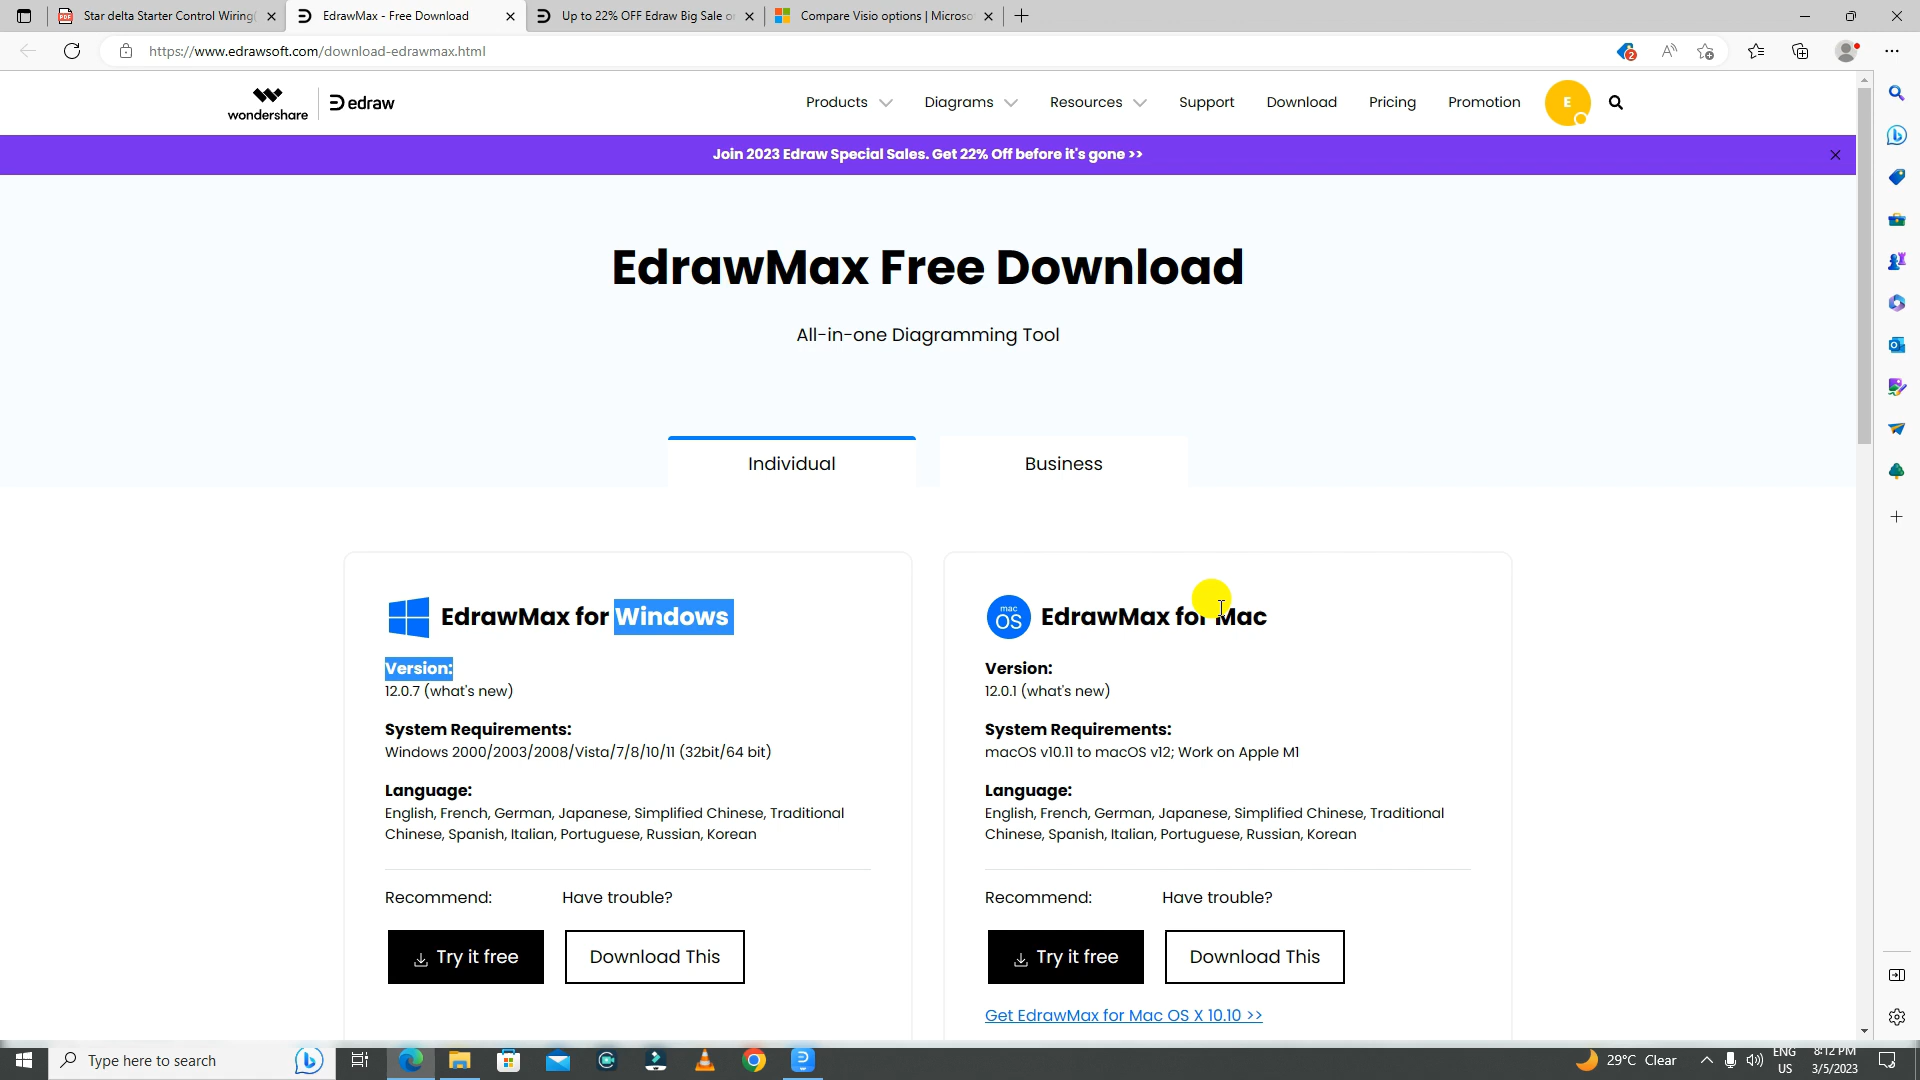 Star delta Starter Control Wiring
EdrawMax - Free Download
Up to 22% OFF Edraw Big Sale o
Compare Visio options | Microso
https://www.edrawsoft.com/download-edrawmax.html
2
wondershare
edraw
Products
Diagrams
Resources
Support
Download
Pricing
Promotion
E
Join 2023 Edraw Special Sales. Get 22% Off before it's gone >>
EdrawMax Free Download
All-in-one Diagramming Tool
Individual
Business
EdrawMax for Windows
Version:
12.0.7 (what's new)
System Requirements:
Windows 2000/2003/2008/Vista/7/8/10/11 (32bit/64 bit)
Language:
English, French, German, Japanese, Simplified Chinese, Traditional
Chinese, Spanish, Italian, Portuguese, Russian, Korean
Recommend:
Have trouble?
Try it free
Download This
mac
OS
EdrawMax for Mac
Version:
12.0.1 (what's new)
System Requirements:
macOS v10.11 to macOS v12; Work on Apple M1
Language:
English, French, German, Japanese, Simplified Chinese, Traditional
Chinese, Spanish, Italian, Portuguese, Russian, Korean
Recommend:
Have trouble?
Try it free
Download This
Get EdrawMax for Mac OS X 10.10 >>
Type here to search
29°C Clear
ENG
US
8:12 PM
3/5/2023